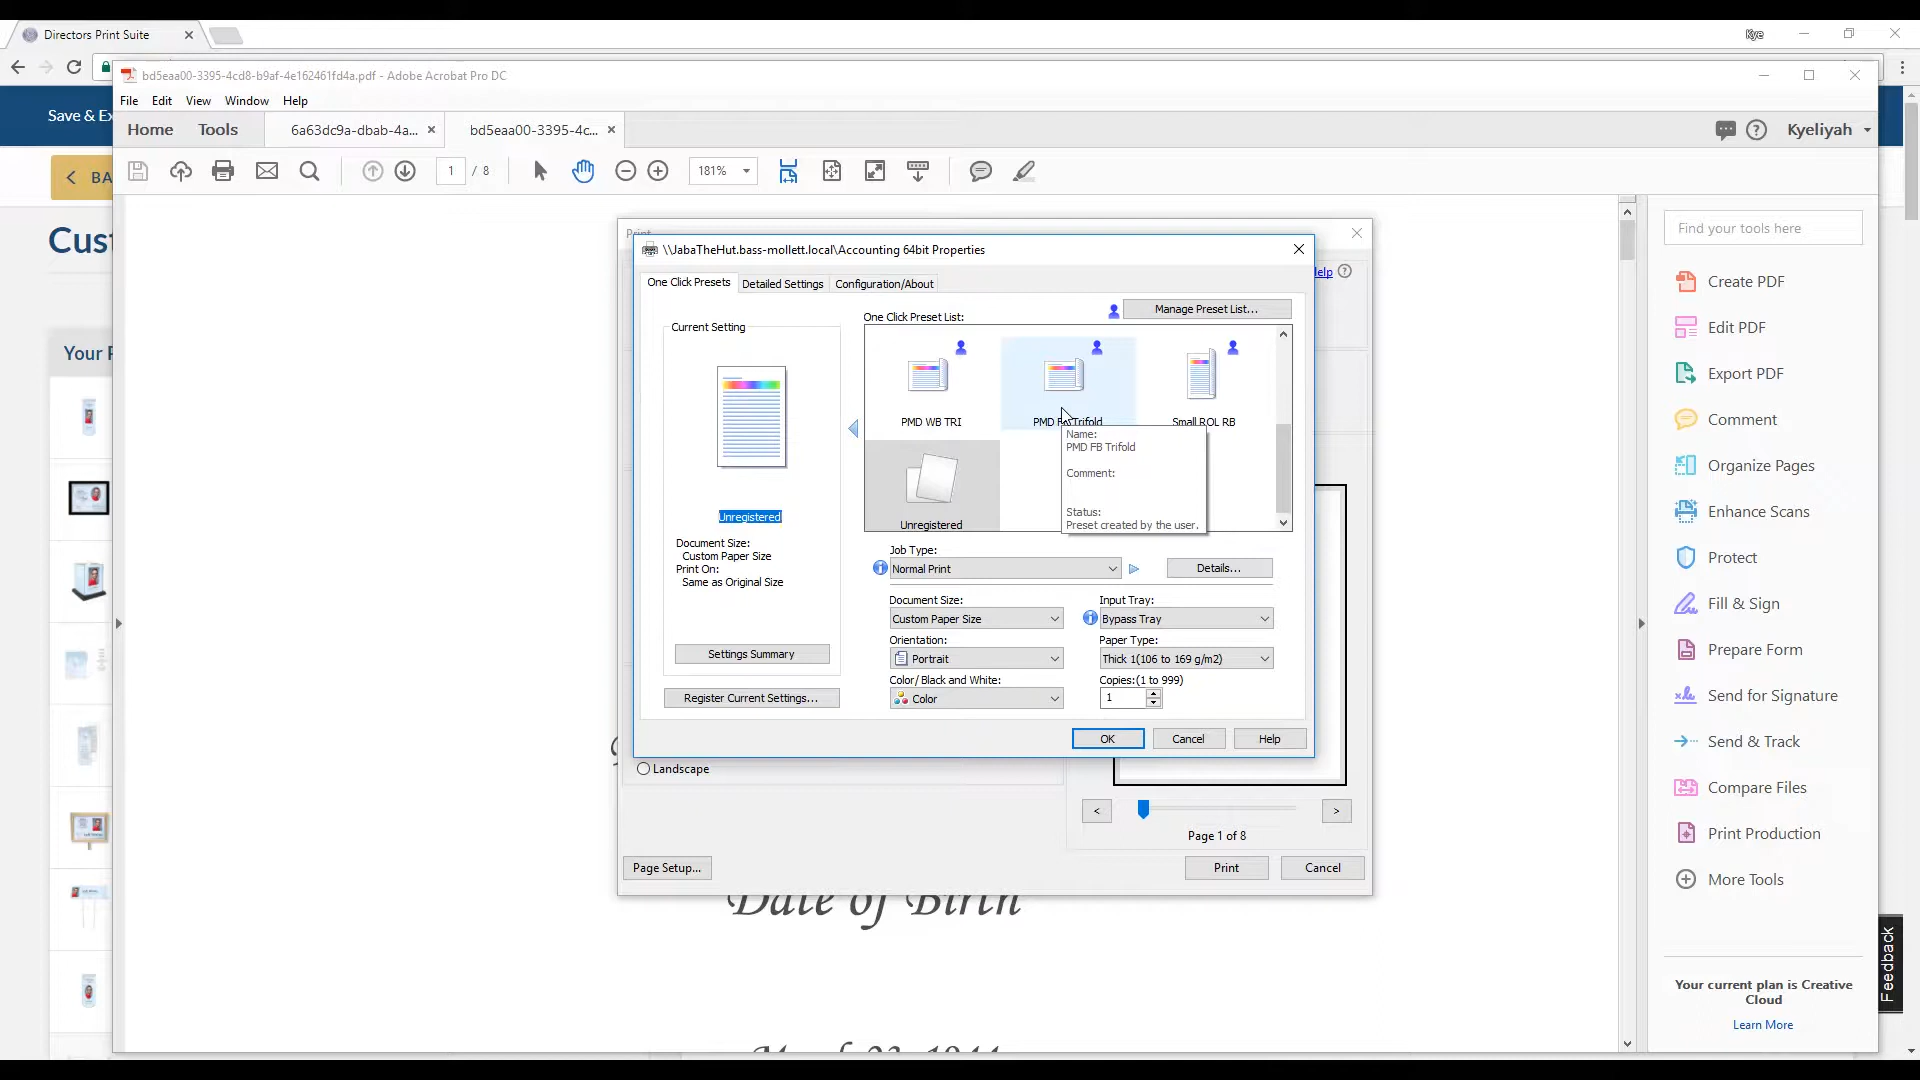 Directors Print Suite
Kye
bd5eaa00-3395-4cd8-b9af-4e162461fd4a.pdf - Adobe Acrobat Pro DC
File Edit View Window Help
Save & Ex
Home Tools 6a63dc9a-dbab-4a... bd5eaa00-3395-4c... Kyeliyah
1 / 8 181%
BA
Cust
Your P
Print
\\JabaTheHut.bass-mollett.local\Accounting 64bit Properties
Help
One Click Presets Detailed Settings Configuration/About
Current Setting
Unregistered
Document Size:
Custom Paper Size
Print On:
Same as Original Size
Settings Summary
Register Current Settings...
One Click Preset List:
Manage Preset List...
PMD WB TRI PMD FB Trifold Small ROL RB
Unregistered
Name:
PMD FB Trifold
Comment:
Status:
Preset created by the user.
Job Type:
Normal Print Details...
Document Size: Input Tray:
Custom Paper Size Bypass Tray
Orientation: Paper Type:
Portrait Thick 1(106 to 169 g/m2)
Color/ Black and White: Copies:(1 to 999)
Color 1
OK Cancel Help
Landscape
< >
Page 1 of 8
Page Setup... Print Cancel
Date of Birth
Find your tools here
Create PDF
Edit PDF
Export PDF
Comment
Organize Pages
Enhance Scans
Protect
Fill & Sign
Prepare Form
Send for Signature
Send & Track
Compare Files
Print Production
More Tools
Your current plan is Creative
Cloud
Learn More
Feedback